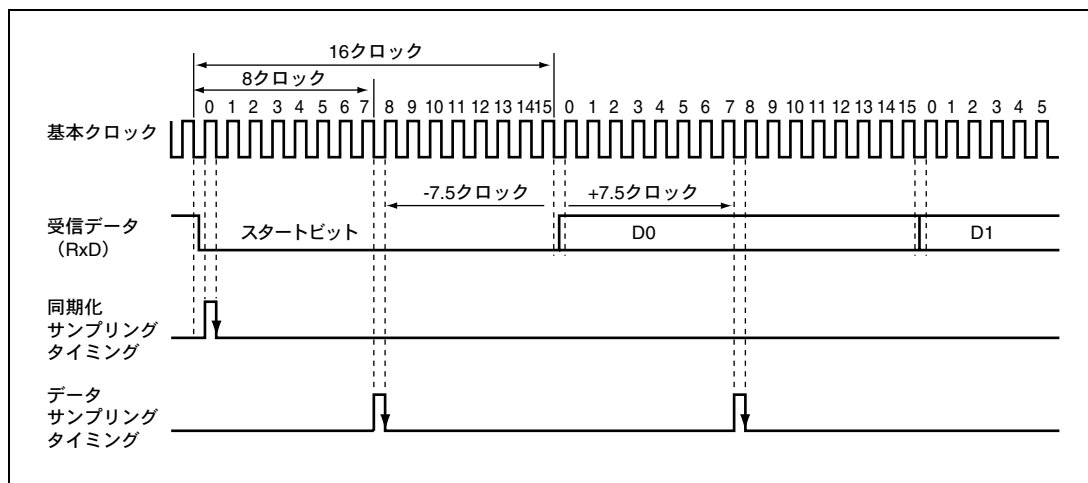 16クロック
8クロック
0 1 2 3 4 5 6 7 8 9 10 11 12 13 14 15 0 1 2 3 4 5 6 7 8 9 10 11 12 13 14 15 0 1 2 3 4 5
基本クロック
-7.5クロック +7.5クロック
受信データ
（RxD）
スタートビット D0 D1
同期化
サンプリング
タイミング
データ
サンプリング
タイミング